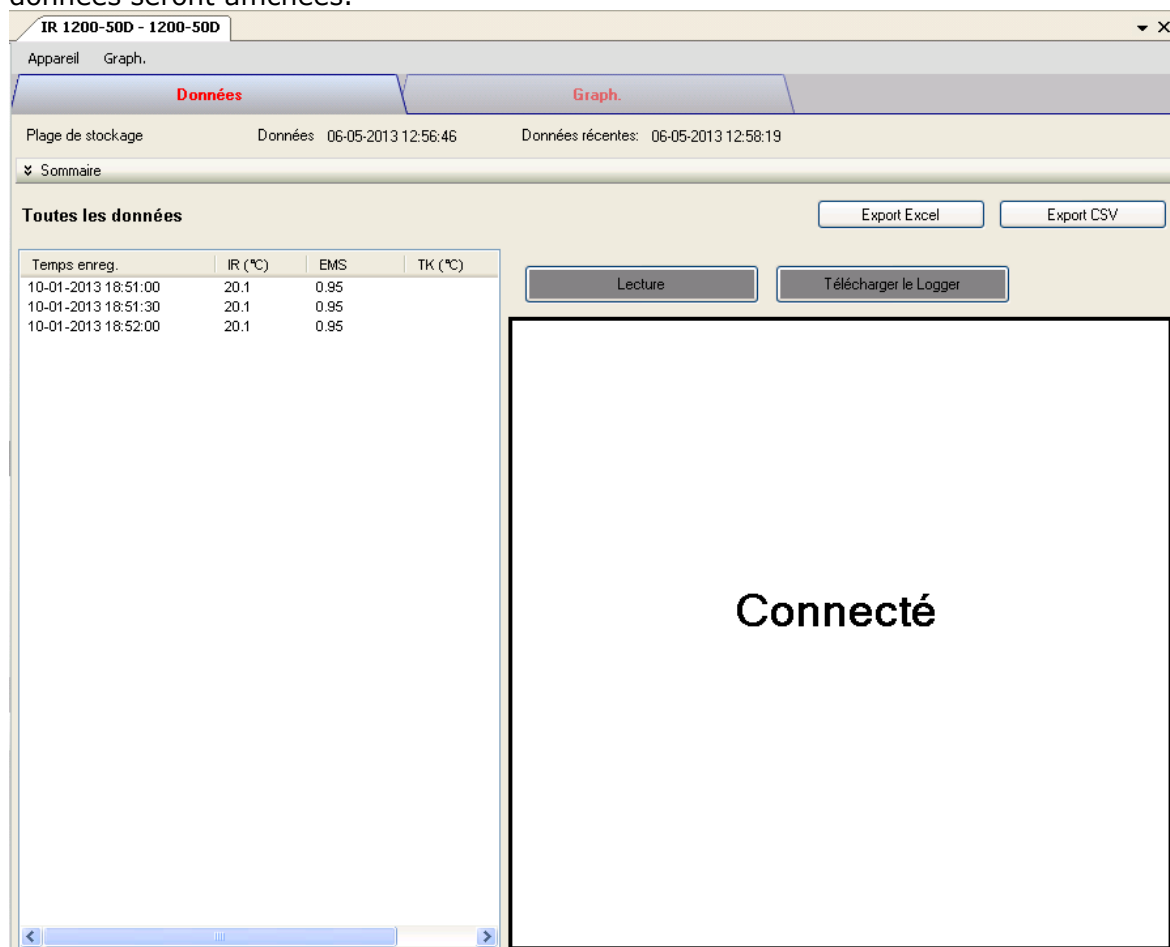 données seront affichées.
IR 1200-50D - 1200-50D
Appareil Graph.
Données Graph.
Plage de stockage Données 06-05-2013 12:56:46 Données récentes: 06-05-2013 12:58:19
Sommaire
Toutes les données Export Excel Export CSV
Temps enreg. IR (°C) EMS TK (°C)
10-01-2013 18:51:00 20.1 0.95
10-01-2013 18:51:30 20.1 0.95
10-01-2013 18:52:00 20.1 0.95
Lecture Télécharger le Logger
Connecté